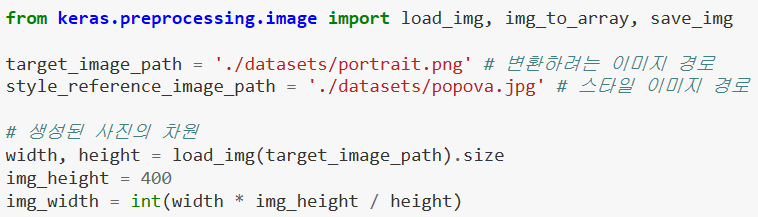 from keras.preprocessing.image import load_img, img_to_array, save_img
target_image_path = './datasets/portrait.png' # 변환하려는 이미지 경로
style_reference_image_path = './datasets/popova.jpg' # 스타일 이미지 경로
# 생성된 사진의 차원
width, height = load_img(target_image_path).size
img_height = 400
img_width = int(width * img_height / height)